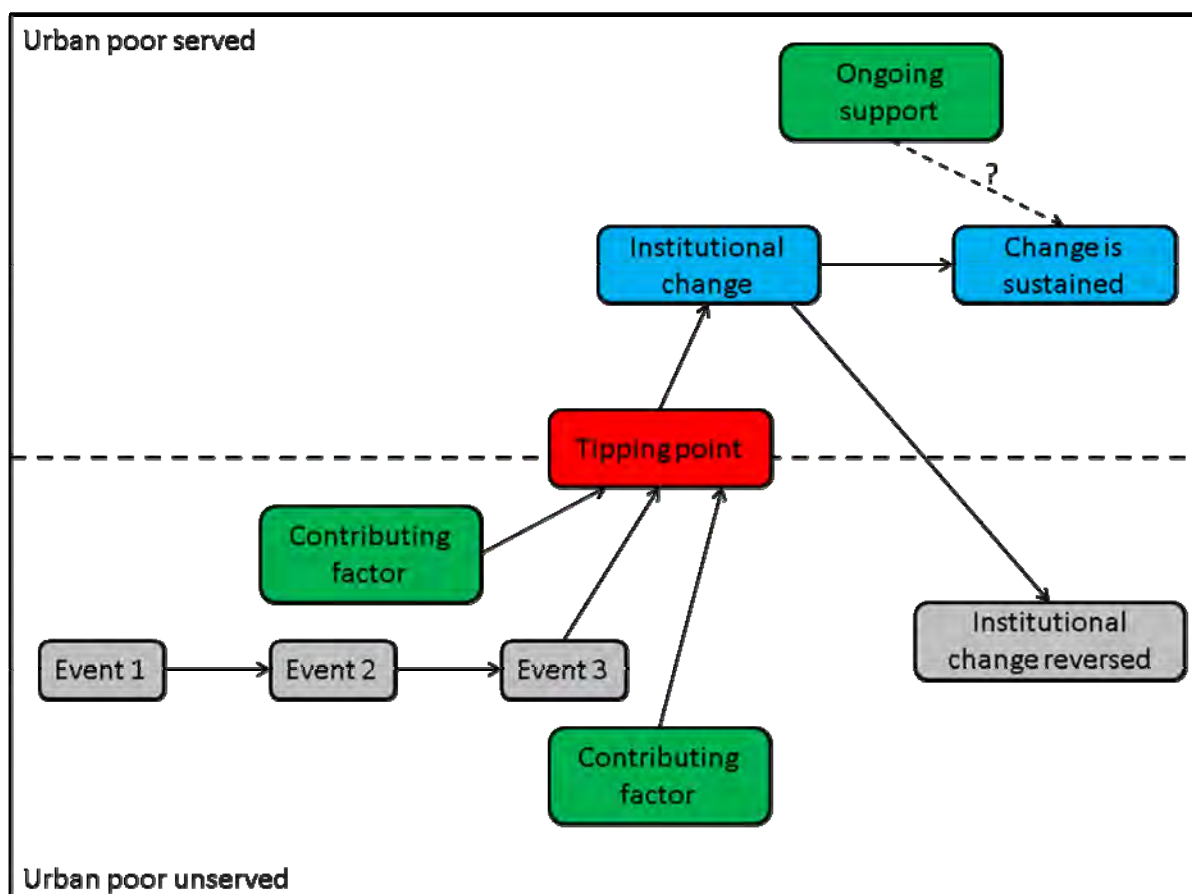 Urban poor served
Ongoing
support
?
Institutional
change
Change is
sustained
Tipping point
Contributing
factor
Institutional
change reversed
Event 1
Event 2
Event 3
Contributing
factor
Urban poor unserved